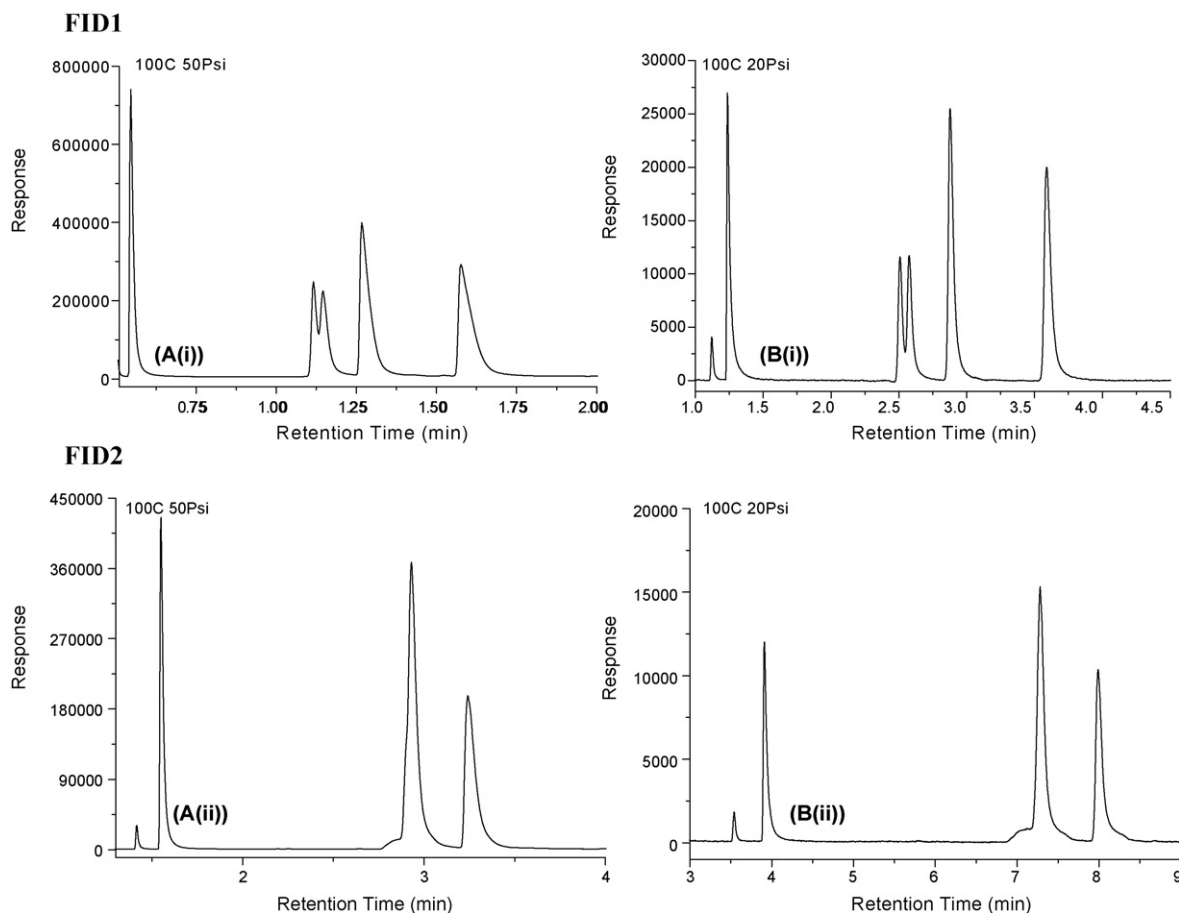 FID1
100C 50Psi
800000
600000
400000
200000
0
Response
(A(i))
0.75 1.00 1.25 1.50 1.75 2.00
Retention Time (min)
100C 20Psi
30000
25000
20000
15000
10000
5000
0
Response
(B(i))
1.0 1.5 2.0 2.5 3.0 3.5 4.0 4.5
Retention Time (min)
FID2
100C 50Psi
450000
360000
270000
180000
90000
0
Response
(A(ii))
2 3 4
Retention Time (min)
100C 20Psi
20000
15000
10000
5000
0
Response
(B(ii))
3 4 5 6 7 8 9
Retention Time (min)